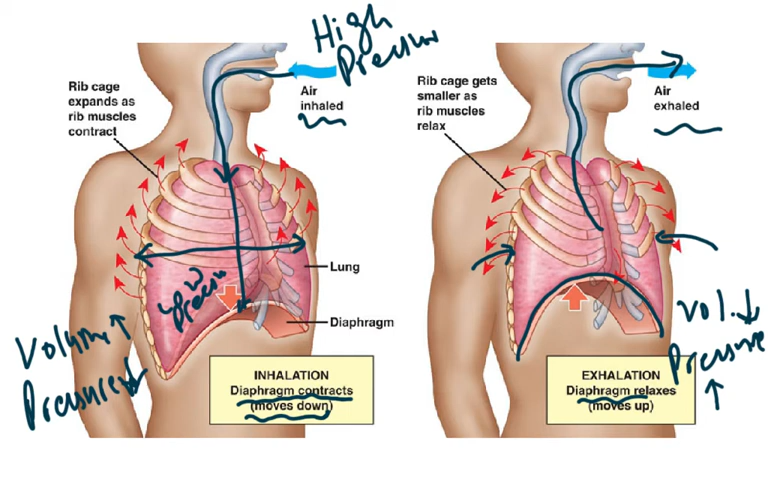 High
Pressur
Rib cage
expands as
rib muscles
contract
Air
inhaled
Lung
Diaphragm
Volume ↑
Pressure ↓
INHALATION
Diaphragm contracts
(moves down)
Rib cage gets
smaller as
rib muscles
relax
Air
exhaled
Vol. ↓
Pressure
↑
EXHALATION
Diaphragm relaxes
(moves up)